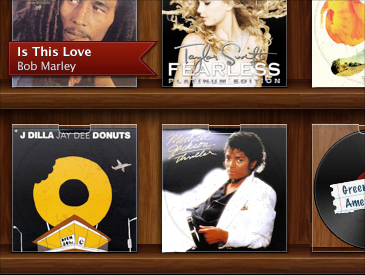 Is This Love
Bob Marley
Taylor Swift
FEARLESS
PLATINUM EDITION
J DILLA JAY DEE DONUTS
Michael
Jackson
Thriller
Green
Ame